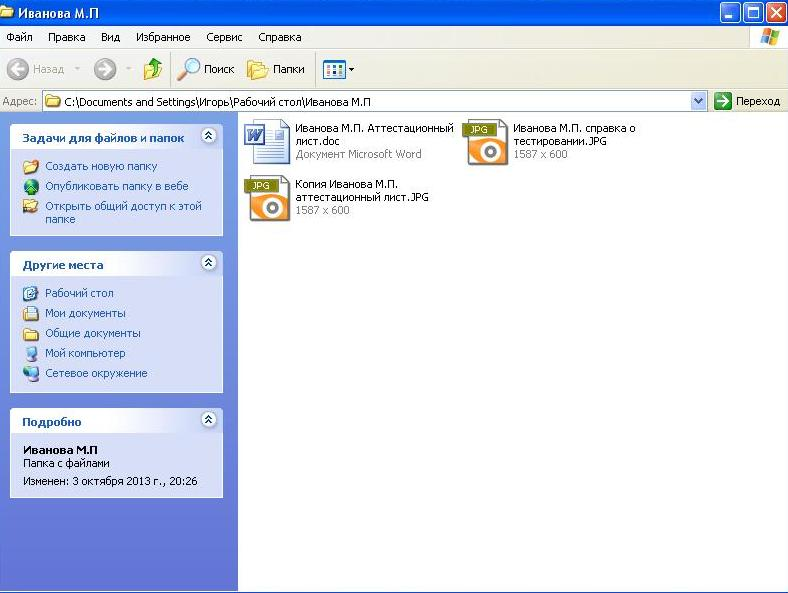 Иванова М.П
Файл Правка Вид Избранное Сервис Справка
Назад Поиск Папки
Адрес: C:\Documents and Settings\Игорь\Рабочий стол\Иванова М.П Переход
Задачи для файлов и папок
Создать новую папку
Опубликовать папку в вебе
Открыть общий доступ к этой
папке
Другие места
Рабочий стол
Мои документы
Общие документы
Мой компьютер
Сетевое окружение
Подробно
Иванова М.П
Папка с файлами
Изменен: 3 октября 2013 г., 20:26
Иванова М.П. Аттестационный
лист.doc
Документ Microsoft Word
JPG
Иванова М.П. справка о
тестировании.JPG
1587 x 600
JPG
Копия Иванова М.П.
аттестационный лист.JPG
1587 x 600